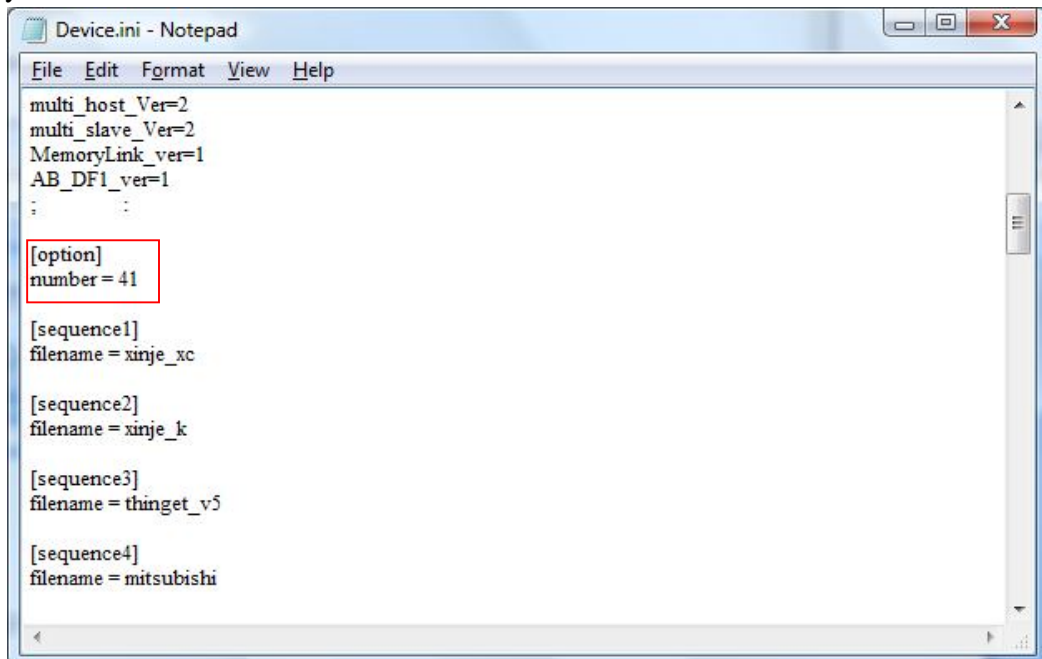 Device.ini - Notepad
File Edit Format View Help
multi_host_Ver=2
multi_slave_Ver=2
MemoryLink_ver=1
AB_DF1_ver=1
; :
[option]
number = 41
[sequence1]
filename = xinje_xc
[sequence2]
filename = xinje_k
[sequence3]
filename = thinget_v5
[sequence4]
filename = mitsubishi